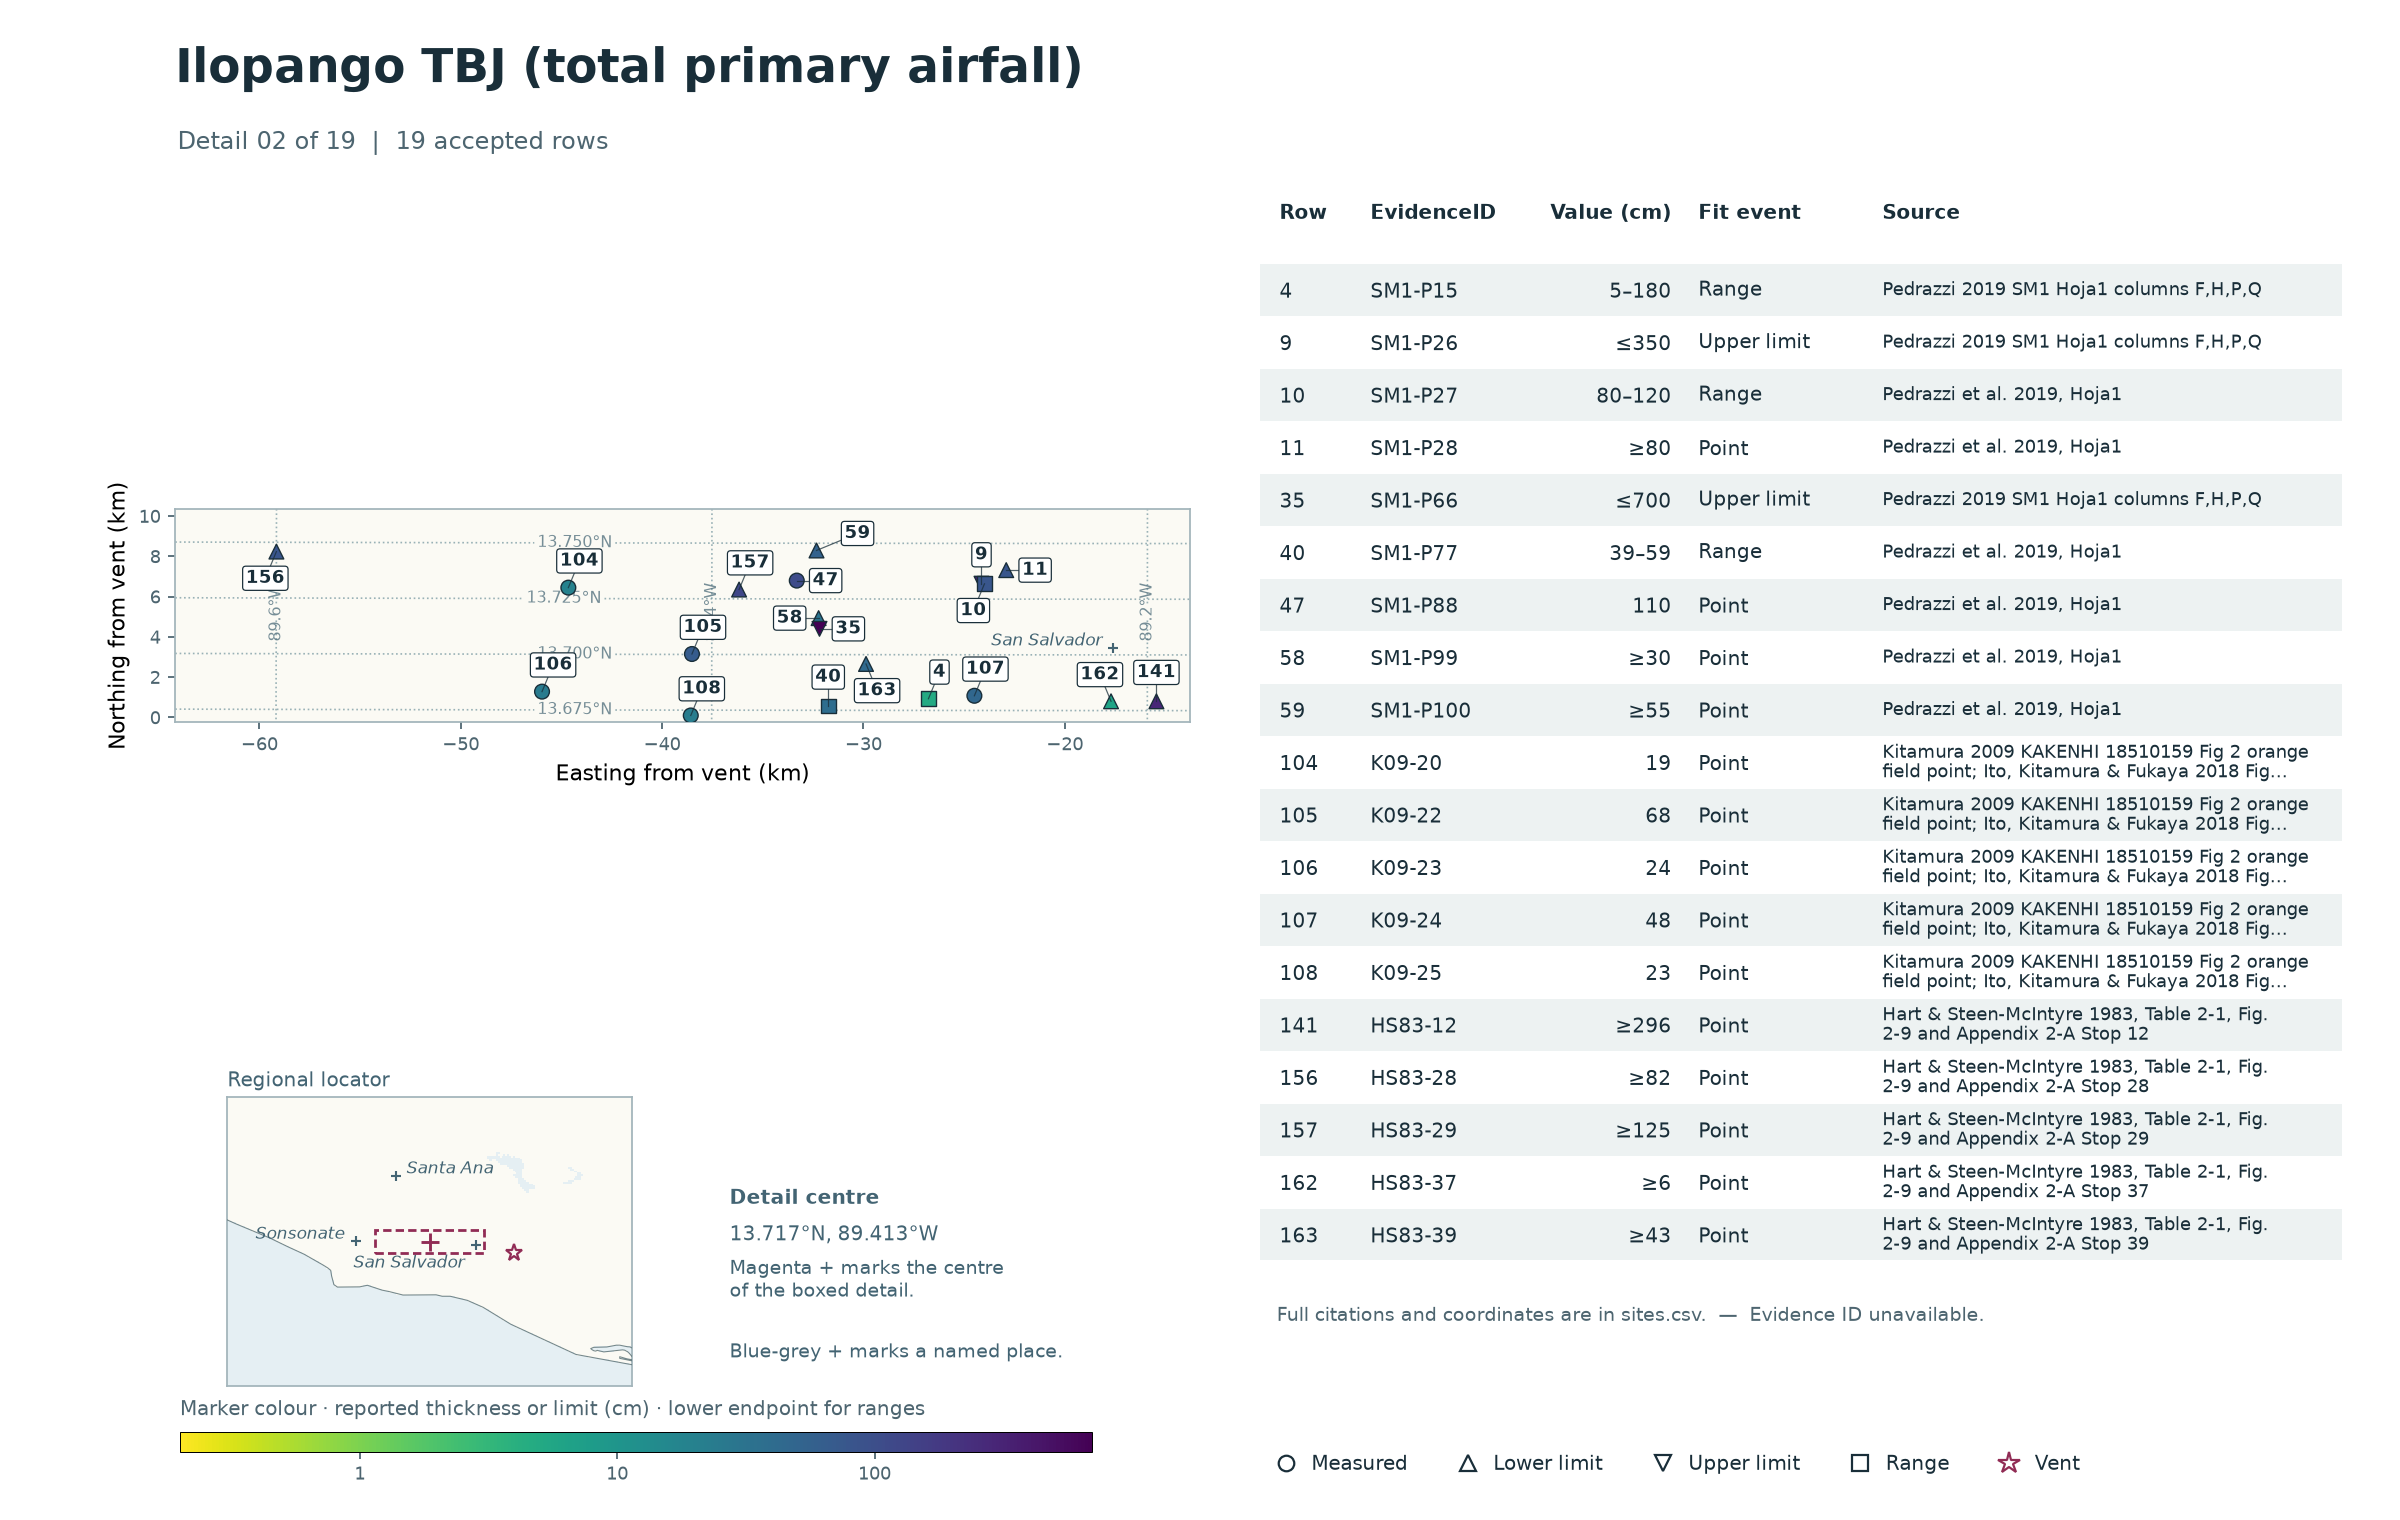 Ilopango TBJ (total primary airfall)
Detail 02 of 19 | 19 accepted rows
Northing from vent (km)
10
8
6
4
2
0
−60
−50
−40
−30
−20
Easting from vent (km)
13.750°N
13.725°N
13.700°N
13.675°N
89.6°W
4°W
89.2°W
156
104
157
59
47
9
11
10
58
35
105
106
108
40
163
4
107
162
141
San Salvador
Regional locator
Santa Ana
Sonsonate
San Salvador
Detail centre
13.717°N, 89.413°W
Magenta + marks the centre
of the boxed detail.
Blue-grey + marks a named place.
Marker colour · reported thickness or limit (cm) · lower endpoint for ranges
1
10
100
Row EvidenceID Value (cm) Fit event Source
4 SM1-P15 5–180 Range Pedrazzi 2019 SM1 Hoja1 columns F,H,P,Q
9 SM1-P26 ≤350 Upper limit Pedrazzi 2019 SM1 Hoja1 columns F,H,P,Q
10 SM1-P27 80–120 Range Pedrazzi et al. 2019, Hoja1
11 SM1-P28 ≥80 Point Pedrazzi et al. 2019, Hoja1
35 SM1-P66 ≤700 Upper limit Pedrazzi 2019 SM1 Hoja1 columns F,H,P,Q
40 SM1-P77 39–59 Range Pedrazzi et al. 2019, Hoja1
47 SM1-P88 110 Point Pedrazzi et al. 2019, Hoja1
58 SM1-P99 ≥30 Point Pedrazzi et al. 2019, Hoja1
59 SM1-P100 ≥55 Point Pedrazzi et al. 2019, Hoja1
104 K09-20 19 Point Kitamura 2009 KAKENHI 18510159 Fig 2 orange
field point; Ito, Kitamura & Fukaya 2018 Fig...
105 K09-22 68 Point Kitamura 2009 KAKENHI 18510159 Fig 2 orange
field point; Ito, Kitamura & Fukaya 2018 Fig...
106 K09-23 24 Point Kitamura 2009 KAKENHI 18510159 Fig 2 orange
field point; Ito, Kitamura & Fukaya 2018 Fig...
107 K09-24 48 Point Kitamura 2009 KAKENHI 18510159 Fig 2 orange
field point; Ito, Kitamura & Fukaya 2018 Fig...
108 K09-25 23 Point Kitamura 2009 KAKENHI 18510159 Fig 2 orange
field point; Ito, Kitamura & Fukaya 2018 Fig...
141 HS83-12 ≥296 Point Hart & Steen-McIntyre 1983, Table 2-1, Fig.
2-9 and Appendix 2-A Stop 12
156 HS83-28 ≥82 Point Hart & Steen-McIntyre 1983, Table 2-1, Fig.
2-9 and Appendix 2-A Stop 28
157 HS83-29 ≥125 Point Hart & Steen-McIntyre 1983, Table 2-1, Fig.
2-9 and Appendix 2-A Stop 29
162 HS83-37 ≥6 Point Hart & Steen-McIntyre 1983, Table 2-1, Fig.
2-9 and Appendix 2-A Stop 37
163 HS83-39 ≥43 Point Hart & Steen-McIntyre 1983, Table 2-1, Fig.
2-9 and Appendix 2-A Stop 39
Full citations and coordinates are in sites.csv. — Evidence ID unavailable.
Measured
Lower limit
Upper limit
Range
Vent